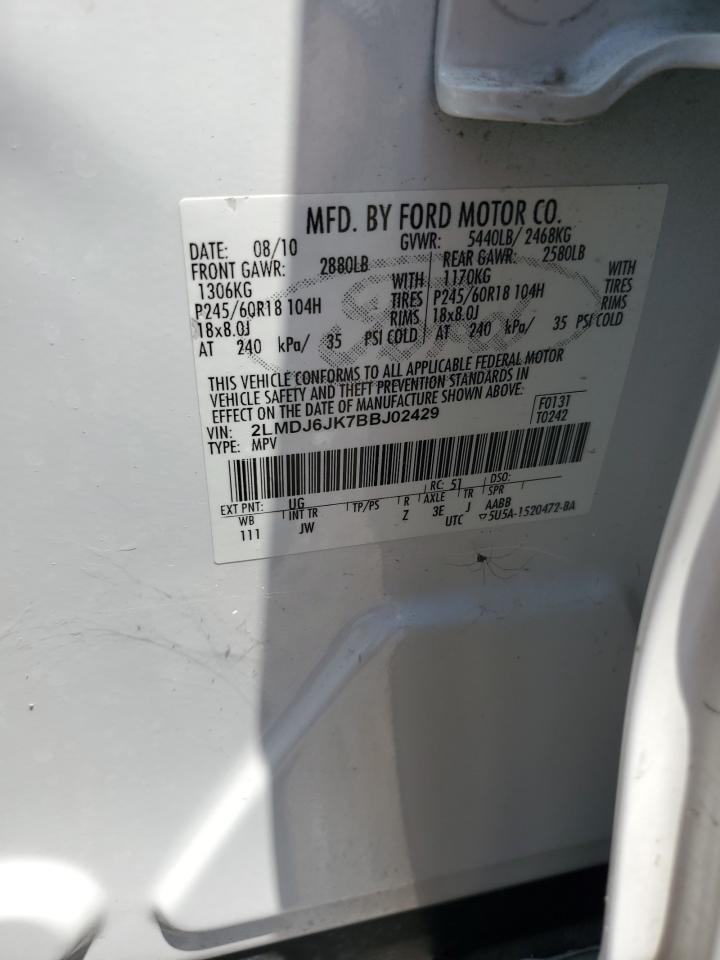 MFD. BY FORD MOTOR CO.
DATE: 08/10 GVWR: 5440LB/ 2468KG
FRONT GAWR: 2880LB REAR GAWR: 2580LB
1306KG WITH 1170KG WITH
P245/60R18 104H TIRES P245/60R18 104H TIRES
18x8.0J RIMS 18x8.0J RIMS
AT 240 kPa/ 35 PSI COLD AT 240 kPa/ 35 PSI COLD
Ford
THIS VEHICLE CONFORMS TO ALL APPLICABLE FEDERAL MOTOR
VEHICLE SAFETY AND THEFT PREVENTION STANDARDS IN
EFFECT ON THE DATE OF MANUFACTURE SHOWN ABOVE.
VIN: 2LMDJ6JK7BBJ02429 F0131
TYPE: MPV T0242
EXT PNT: UG RC: 51 DSO:
WB INT TR TP/PS R AXLE TR SPR
111 JW Z 3E J AABB
UTC ▽5U5A-1520472-BA